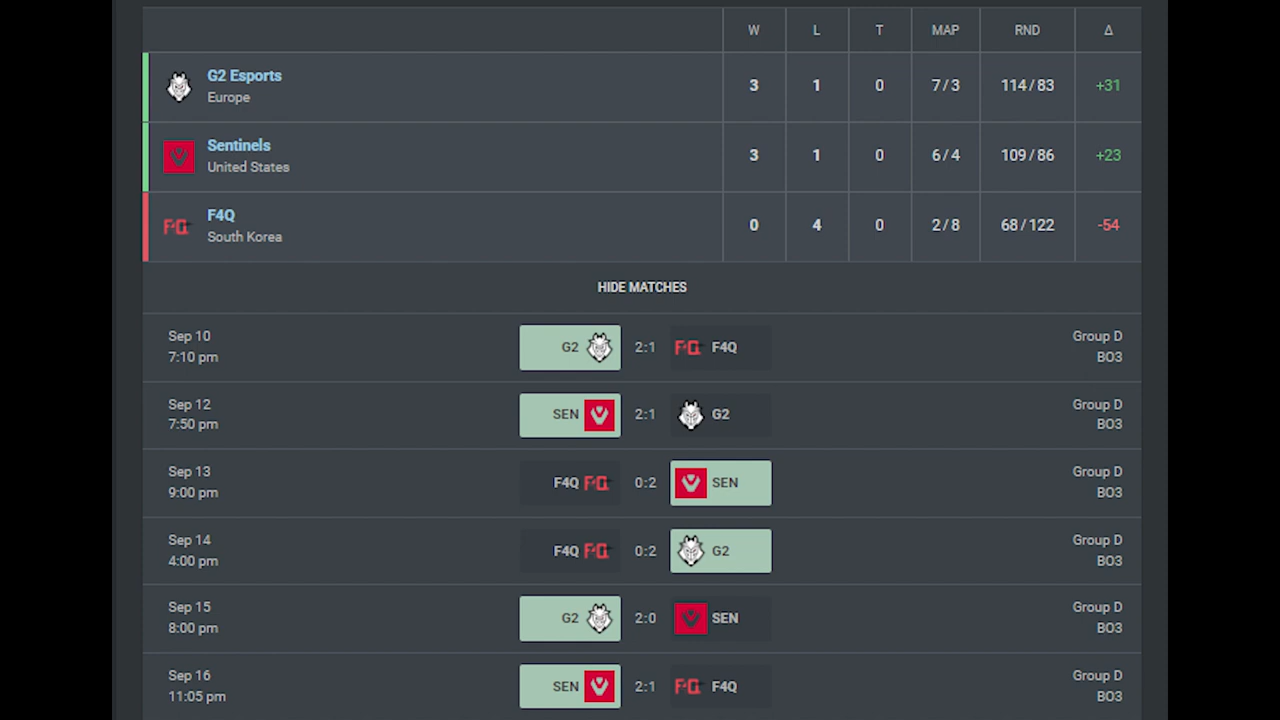 W L T MAP RND Δ
G2 Esports
Europe
3 1 0 7/3 114/83 +31
Sentinels
United States
3 1 0 6/4 109/86 +23
F4Q
F4Q
South Korea
0 4 0 2/8 68/122 -54
HIDE MATCHES
Sep 10
7:10 pm
G2 2:1 F4Q F4Q
Group D
BO3
Sep 12
7:50 pm
SEN 2:1 G2
Group D
BO3
Sep 13
9:00 pm
F4Q F4Q 0:2 SEN
Group D
BO3
Sep 14
4:00 pm
F4Q F4Q 0:2 G2
Group D
BO3
Sep 15
8:00 pm
G2 2:0 SEN
Group D
BO3
Sep 16
11:05 pm
SEN 2:1 F4Q F4Q
Group D
BO3